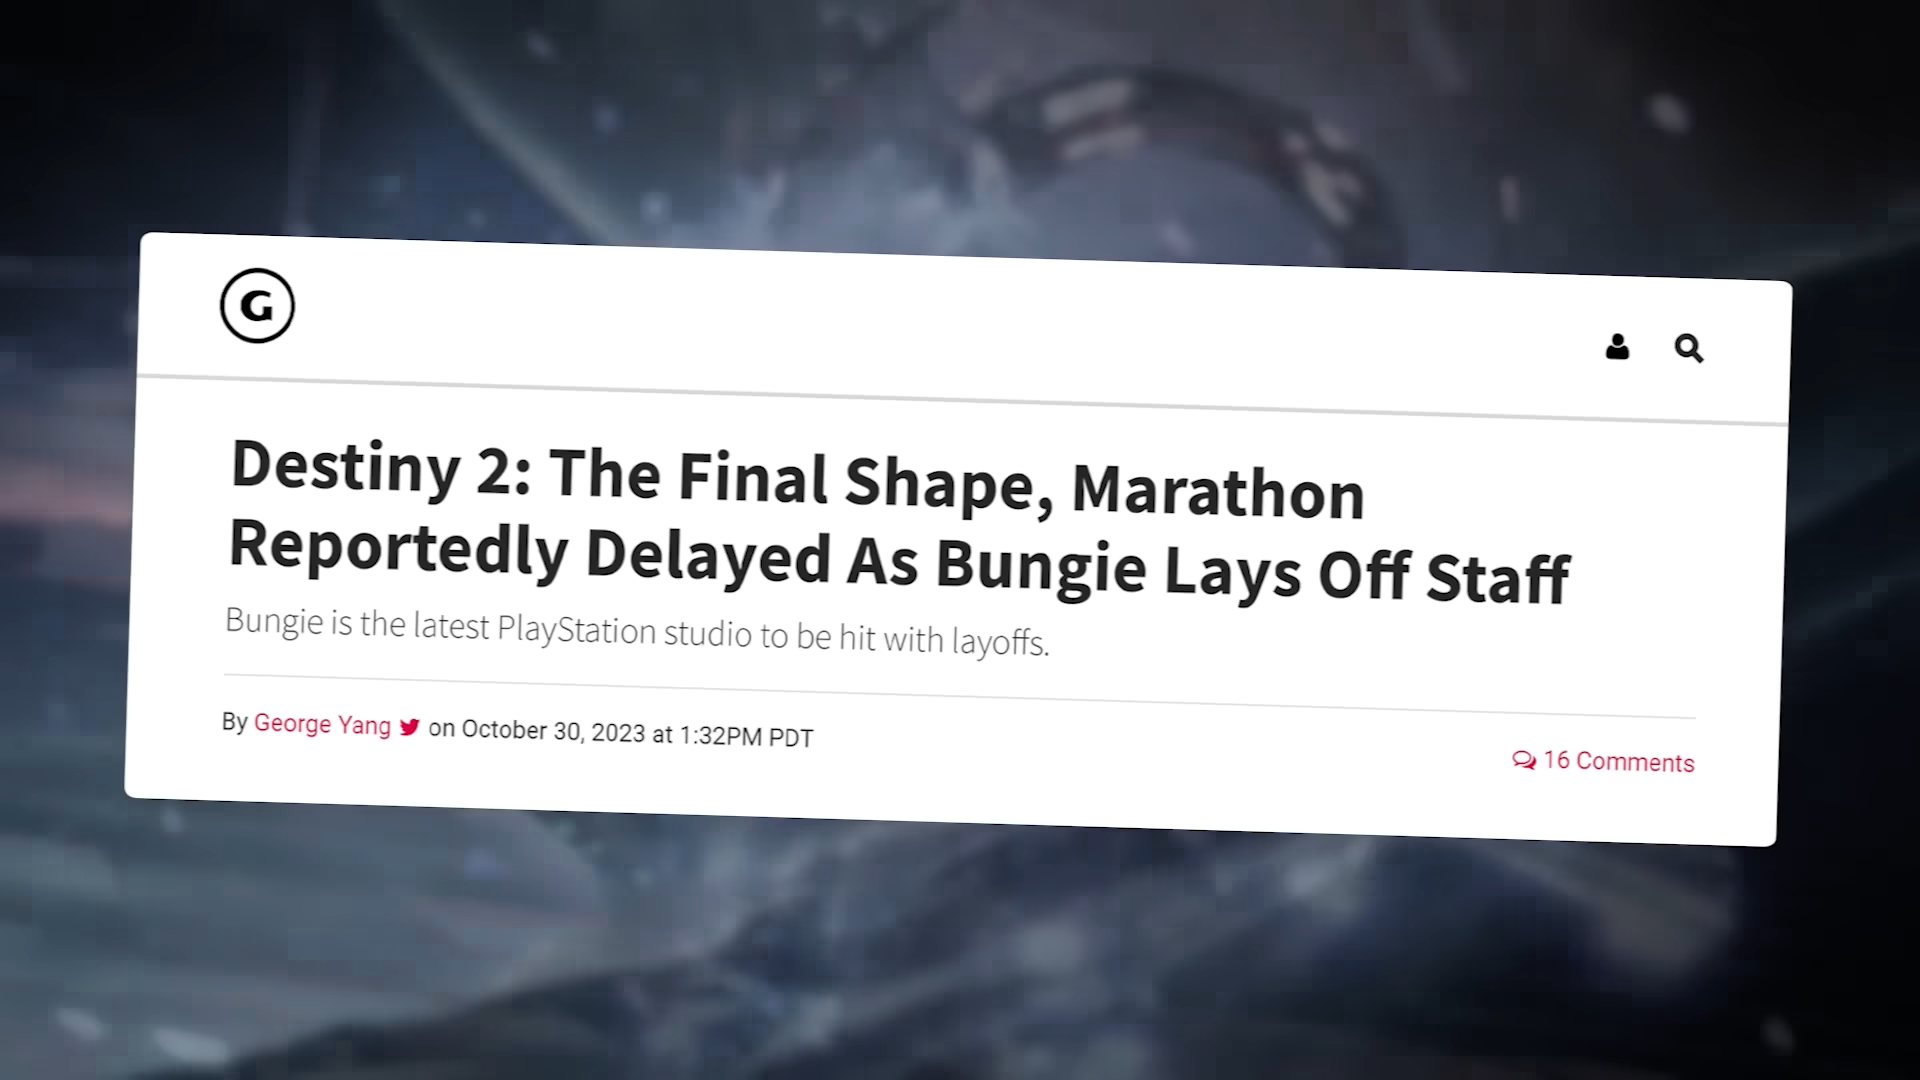 G
Destiny 2: The Final Shape, Marathon
Reportedly Delayed As Bungie Lays Off Staff
Bungie is the latest PlayStation studio to be hit with layoffs.
By George Yang on October 30, 2023 at 1:32PM PDT
16 Comments